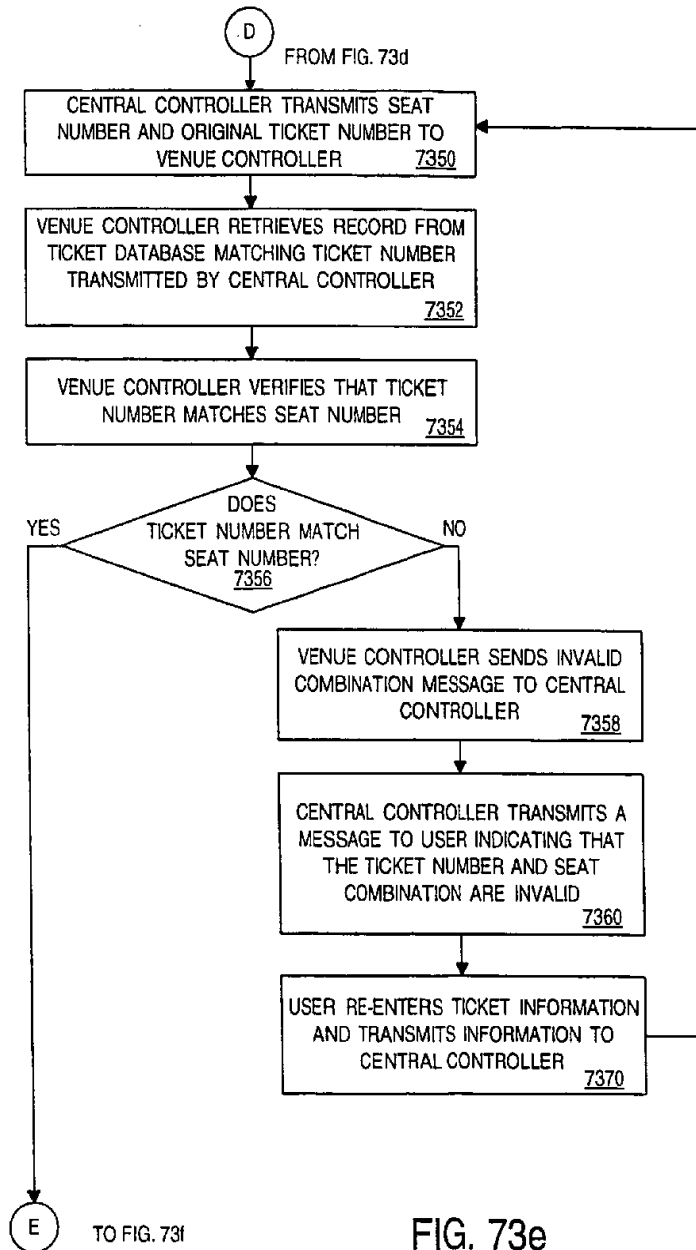 D
FROM FIG. 73d
CENTRAL CONTROLLER TRANSMITS SEAT
NUMBER AND ORIGINAL TICKET NUMBER TO
VENUE CONTROLLER
7350
VENUE CONTROLLER RETRIEVES RECORD FROM
TICKET DATABASE MATCHING TICKET NUMBER
TRANSMITTED BY CENTRAL CONTROLLER
7352
VENUE CONTROLLER VERIFIES THAT TICKET
NUMBER MATCHES SEAT NUMBER
7354
DOES
TICKET NUMBER MATCH
SEAT NUMBER?
7356
YES
NO
VENUE CONTROLLER SENDS INVALID
COMBINATION MESSAGE TO CENTRAL
CONTROLLER
7358
CENTRAL CONTROLLER TRANSMITS A
MESSAGE TO USER INDICATING THAT
THE TICKET NUMBER AND SEAT
COMBINATION ARE INVALID
7360
USER RE-ENTERS TICKET INFORMATION
AND TRANSMITS INFORMATION TO
CENTRAL CONTROLLER
7370
E
TO FIG. 73f
FIG. 73e